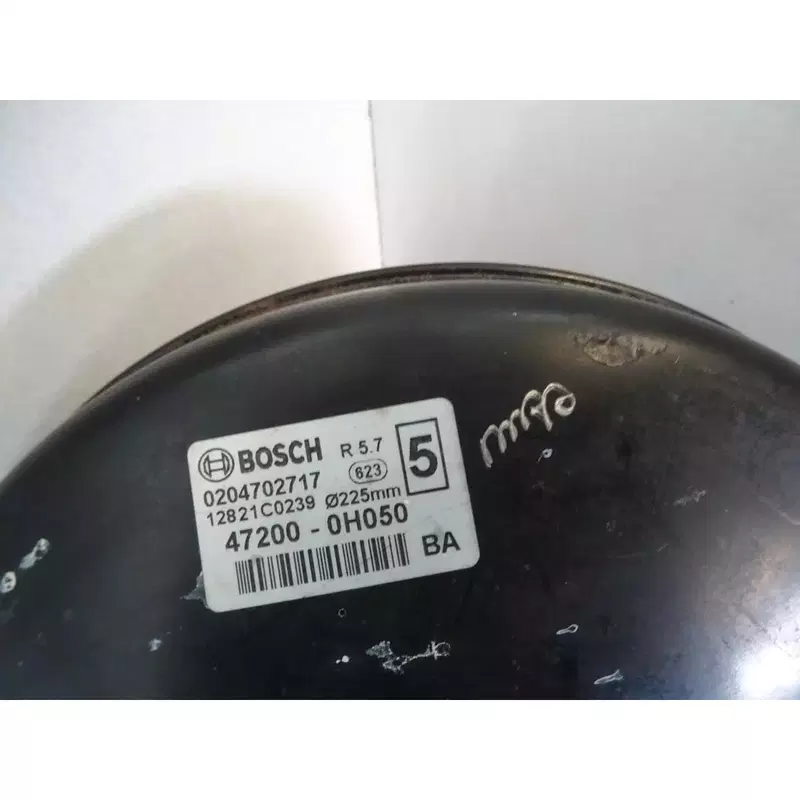 BOSCH R 5.7 5
0204702717 623
12821C0239 Ø225mm
47200 - 0H050
BA